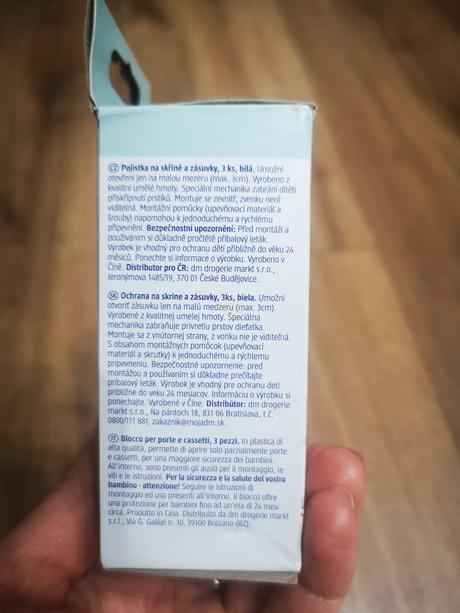 CZ Pojistka na skříně a zásuvky, 3 ks, bílá. Umožní
otevření jen na malou mezeru (max. 3cm). Vyrobeno z
kvalitní umělé hmoty. Speciální mechanika zabrání dítěti
přiskřípnutí prstíků. Montuje se zevnitř, zvenku není
viditelná. Montážní pomůcky (upevňovací materiál a
šrouby) napomohou k jednoduchému a rychlému
připevnění. Bezpečnostní upozornění: Před montáží a
používáním si důkladně pročtěte příbalový leták.
Výrobek je vhodný pro ochranu dětí přibližně do věku 24
měsíců. Ponechte si informace o výrobku. Vyrobeno v
Číně. Distributor pro ČR: dm drogerie markt s.r.o.,
Jeronýmova 1485/19, 370 01 České Budějovice.
SK Ochrana na skrine a zásuvky, 3ks, biela. Umožní
otvoriť zásuvku len na malú medzeru (max. 3cm).
Vyrobené z kvalitnej umelej hmoty. Špeciálna
mechanika zabraňuje privretiu prstov dieťatka.
Montuje sa z vnútornej strany, z vonku nie je viditeľná.
S obsahom montážnych pomôcok (upevňovací
materiál a skrutky) k jednoduchému a rýchlemu
pripevneniu. Bezpečnostné upozornenie: pred
montážou a používaním si dôkladne prečítajte
príbalový leták. Výrobok je vhodný pre ochranu detí
približne do veku 24 mesiacov. Informáciu o výrobku si
ponechajte. Vyrobené v Číne. Distribútor: dm drogerie
markt s.r.o., Na pántoch 18, 831 06 Bratislava, t.č.
0800/111 881, zakaznik@mojadm.sk.
IT Blocco per porte e cassetti, 3 pezzi. In plastica di
alta qualità, permette di aprire solo parzialmente porte
e cassetti, per una maggiore sicurezza dei bambini.
All'interno, sono presenti gli ausili per il montaggio, le
viti e le istruzioni. Per la sicurezza e la salute del vostro
bambino - attenzione! Seguire le istruzioni di
montaggio ed uso presenti all'interno. Il blocco offre
una protezione per bambini fino ad un'età di 24 mesi
circa. Prodotto in Cina. Distribuito da dm drogerie markt
s.r.l., Via G. Galilei n. 10, 39100 Bolzano (BZ).